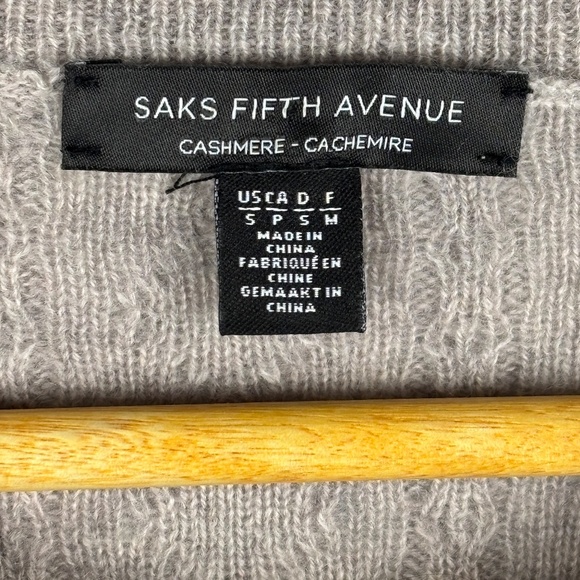 SAKS FIFTH AVENUE
CASHMERE - CACHEMIRE
US CA D F
S P S M
MADE IN
CHINA
FABRIQUÉ EN
CHINE
GEMAAKT IN
CHINA